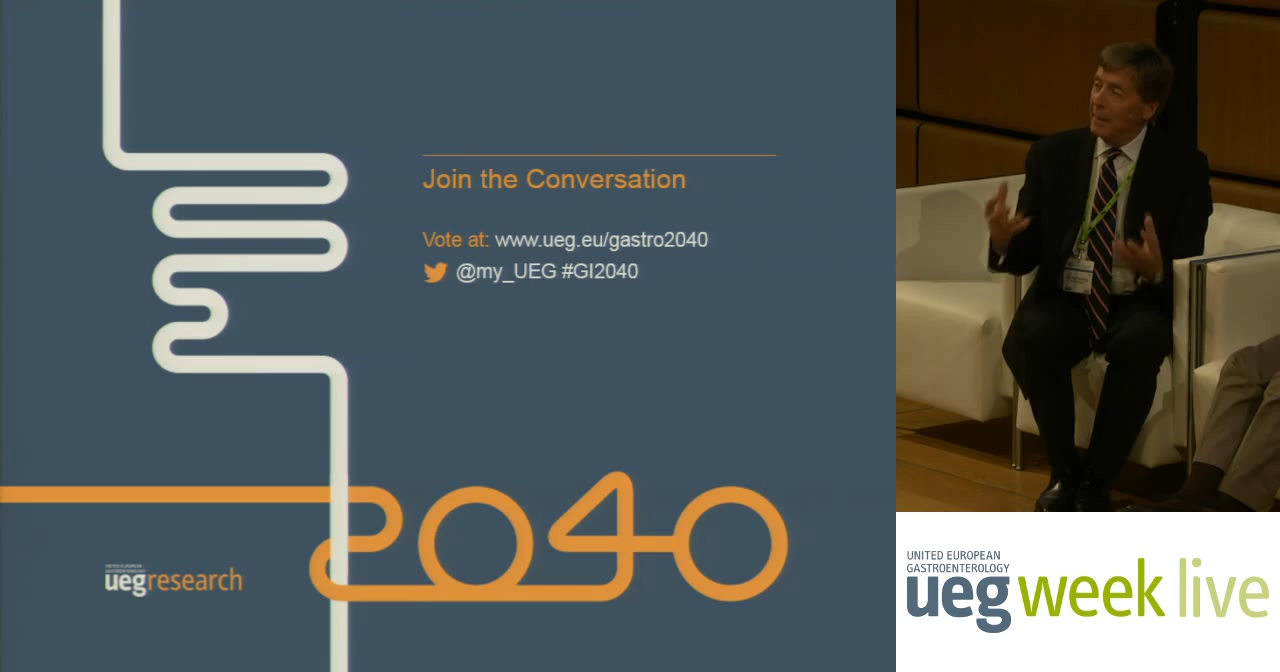 Join the Conversation
Vote at: www.ueg.eu/gastro2040
@my_UEG #GI2040
2040
uegresearch
UNITED EUROPEAN
GASTROENTEROLOGY
ueg week live